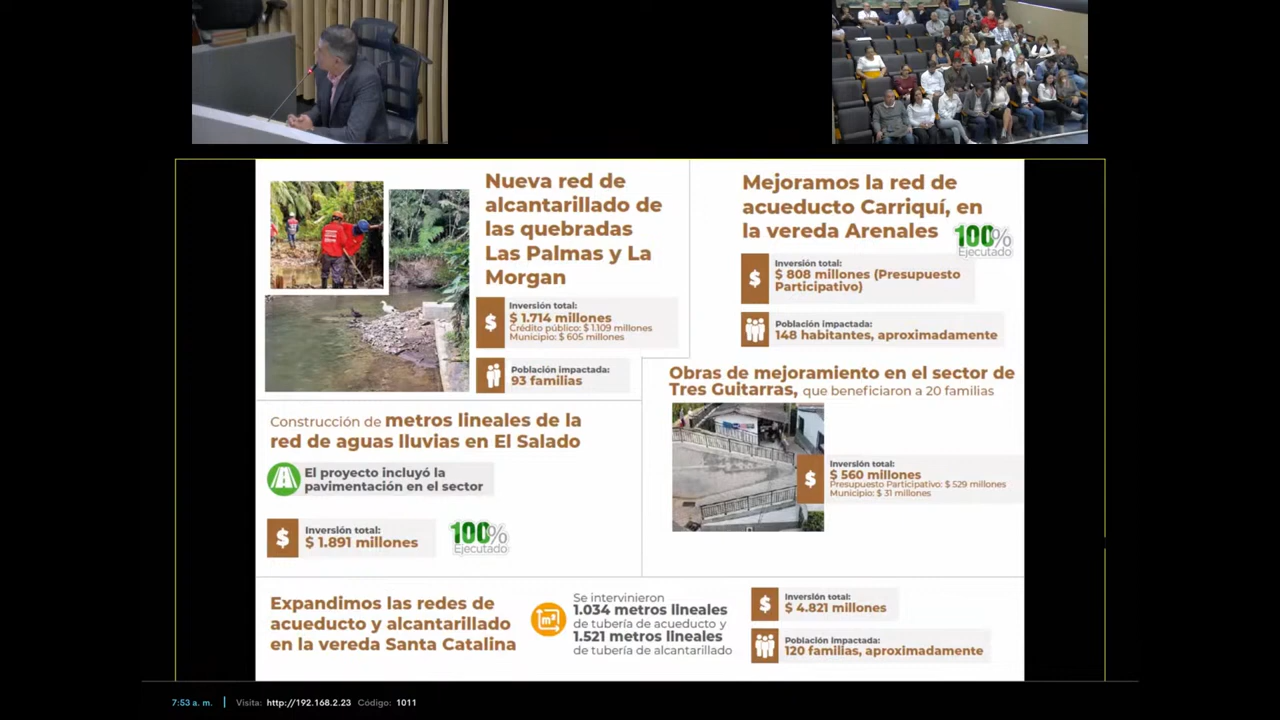 Nueva red de
alcantarillado de
las quebradas
Las Palmas y La
Morgan
$
Inversión total:
$ 1.714 millones
Crédito público: $ 1.109 millones
Municipio: $ 605 millones
Población impactada:
93 familias
Mejoramos la red de
acueducto Carriquí, en
la vereda Arenales
100%
Ejecutado
$
Inversión total:
$ 808 millones (Presupuesto
Participativo)
Población impactada:
148 habitantes, aproximadamente
Construcción de metros lineales de la
red de aguas lluvias en El Salado
El proyecto incluyó la
pavimentación en el sector
$
Inversión total:
$ 1.891 millones
100%
Ejecutado
Obras de mejoramiento en el sector de
Tres Guitarras, que beneficiaron a 20 familias
$
Inversión total:
$ 560 millones
Presupuesto Participativo: $ 529 millones
Municipio: $ 31 millones
Expandimos las redes de
acueducto y alcantarillado
en la vereda Santa Catalina
m³
Se intervinieron
1.034 metros lineales
de tubería de acueducto y
1.521 metros lineales
de tubería de alcantarillado
$
Inversión total:
$ 4.821 millones
Población impactada:
120 familias, aproximadamente
7:53 a. m. | Visita: http://192.168.2.23 Código: 1011